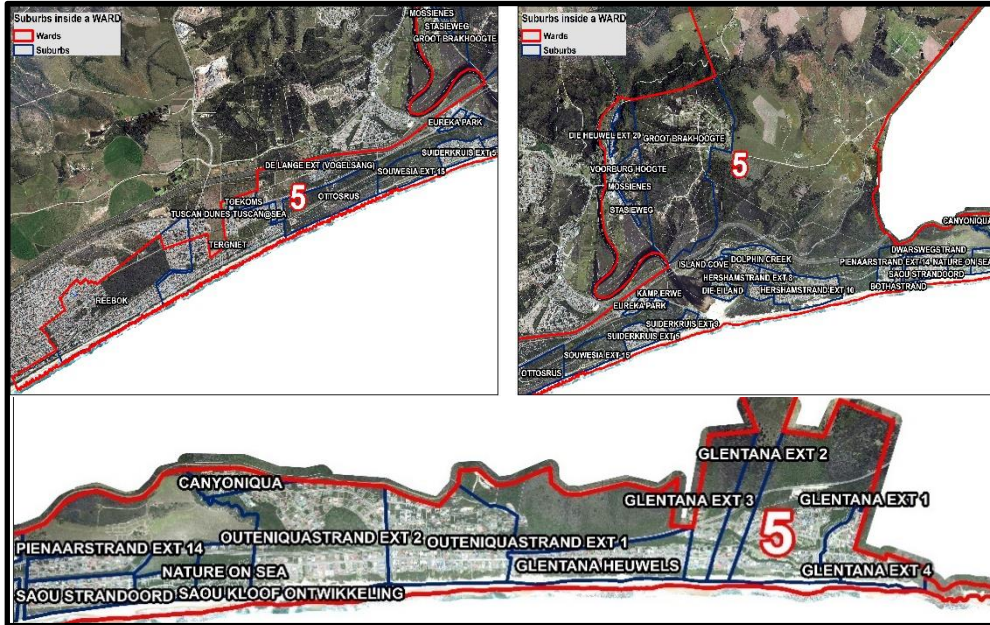 Suburbs inside a WARD
Wards
Suburbs
MOSSIENES
STASIEWEG
GROOT BRAKHOOGTE
EUREKA PARK
SUIDERKRUIS EXT 5
DE LANGE EXT (VOGELSANG)
SOUWESIA EXT 15
5
OTTOSRUS
TOEKOMS
TUSCAN DUNES TUSCAN@SEA
TERGNIET
REEBOK
Suburbs inside a WARD
Wards
Suburbs
DIE HEUWEL EXT 20
GROOT BRAKHOOGTE
5
VOORBURG HOOGTE
MOSSIENES
STASIEWEG
CANYONIQUA
DWARSWEGSTRAND
DOLPHIN CREEK
ISLAND COVE
PIENAARSTRAND EXT 14 NATURE ON SEA
HERSHAMSTRAND EXT 8
SAOU STRANDOORD
DIE EILAND
HERSHAMSTRAND EXT 10
BOTHASTRAND
KAMP ERWE
EUREKA PARK
SUIDERKRUIS EXT 9
SUIDERKRUIS EXT 5
SOUWESIA EXT 15
OTTOSRUS
GLENTANA EXT 2
CANYONIQUA
GLENTANA EXT 3
GLENTANA EXT 1
5
OUTENIQUASTRAND EXT 2
OUTENIQUASTRAND EXT 1
PIENAARSTRAND EXT 14
GLENTANA HEUWELS
NATURE ON SEA
GLENTANA EXT 4
SAOU STRANDOORD
SAOU KLOOF ONTWIKKELING